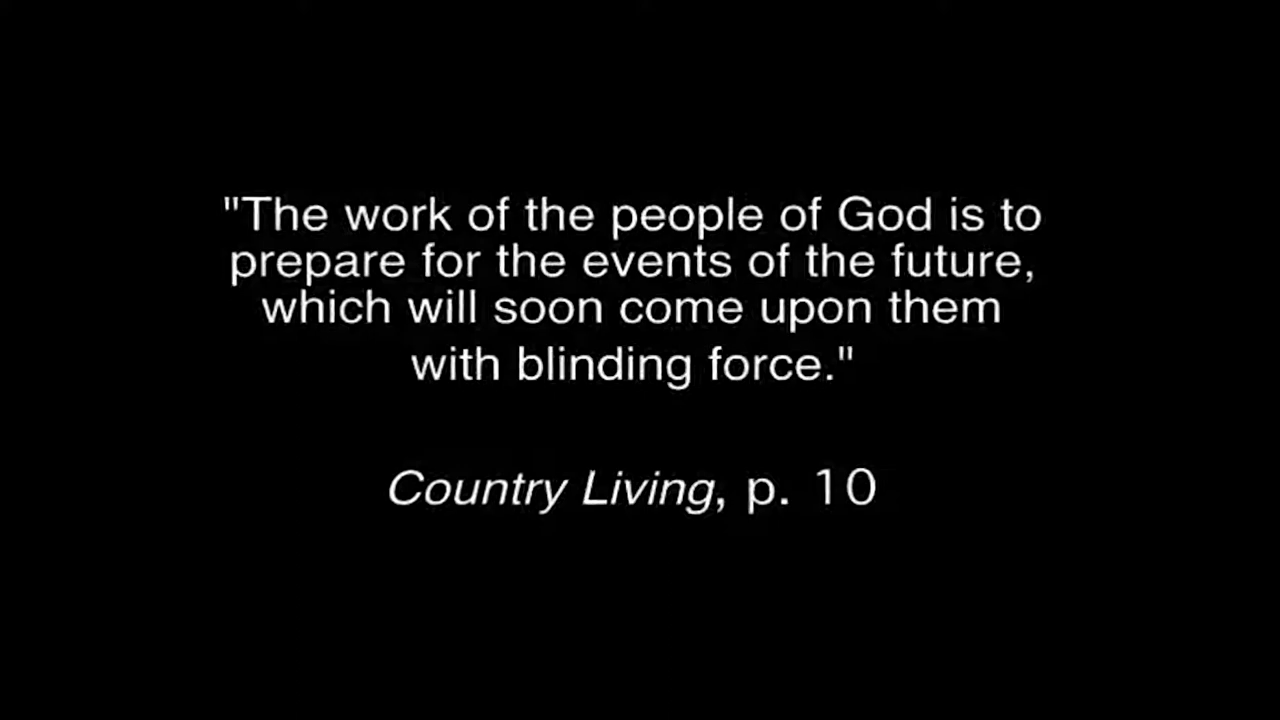 "The work of the people of God is to
prepare for the events of the future,
which will soon come upon them
with blinding force."
Country Living, p. 10